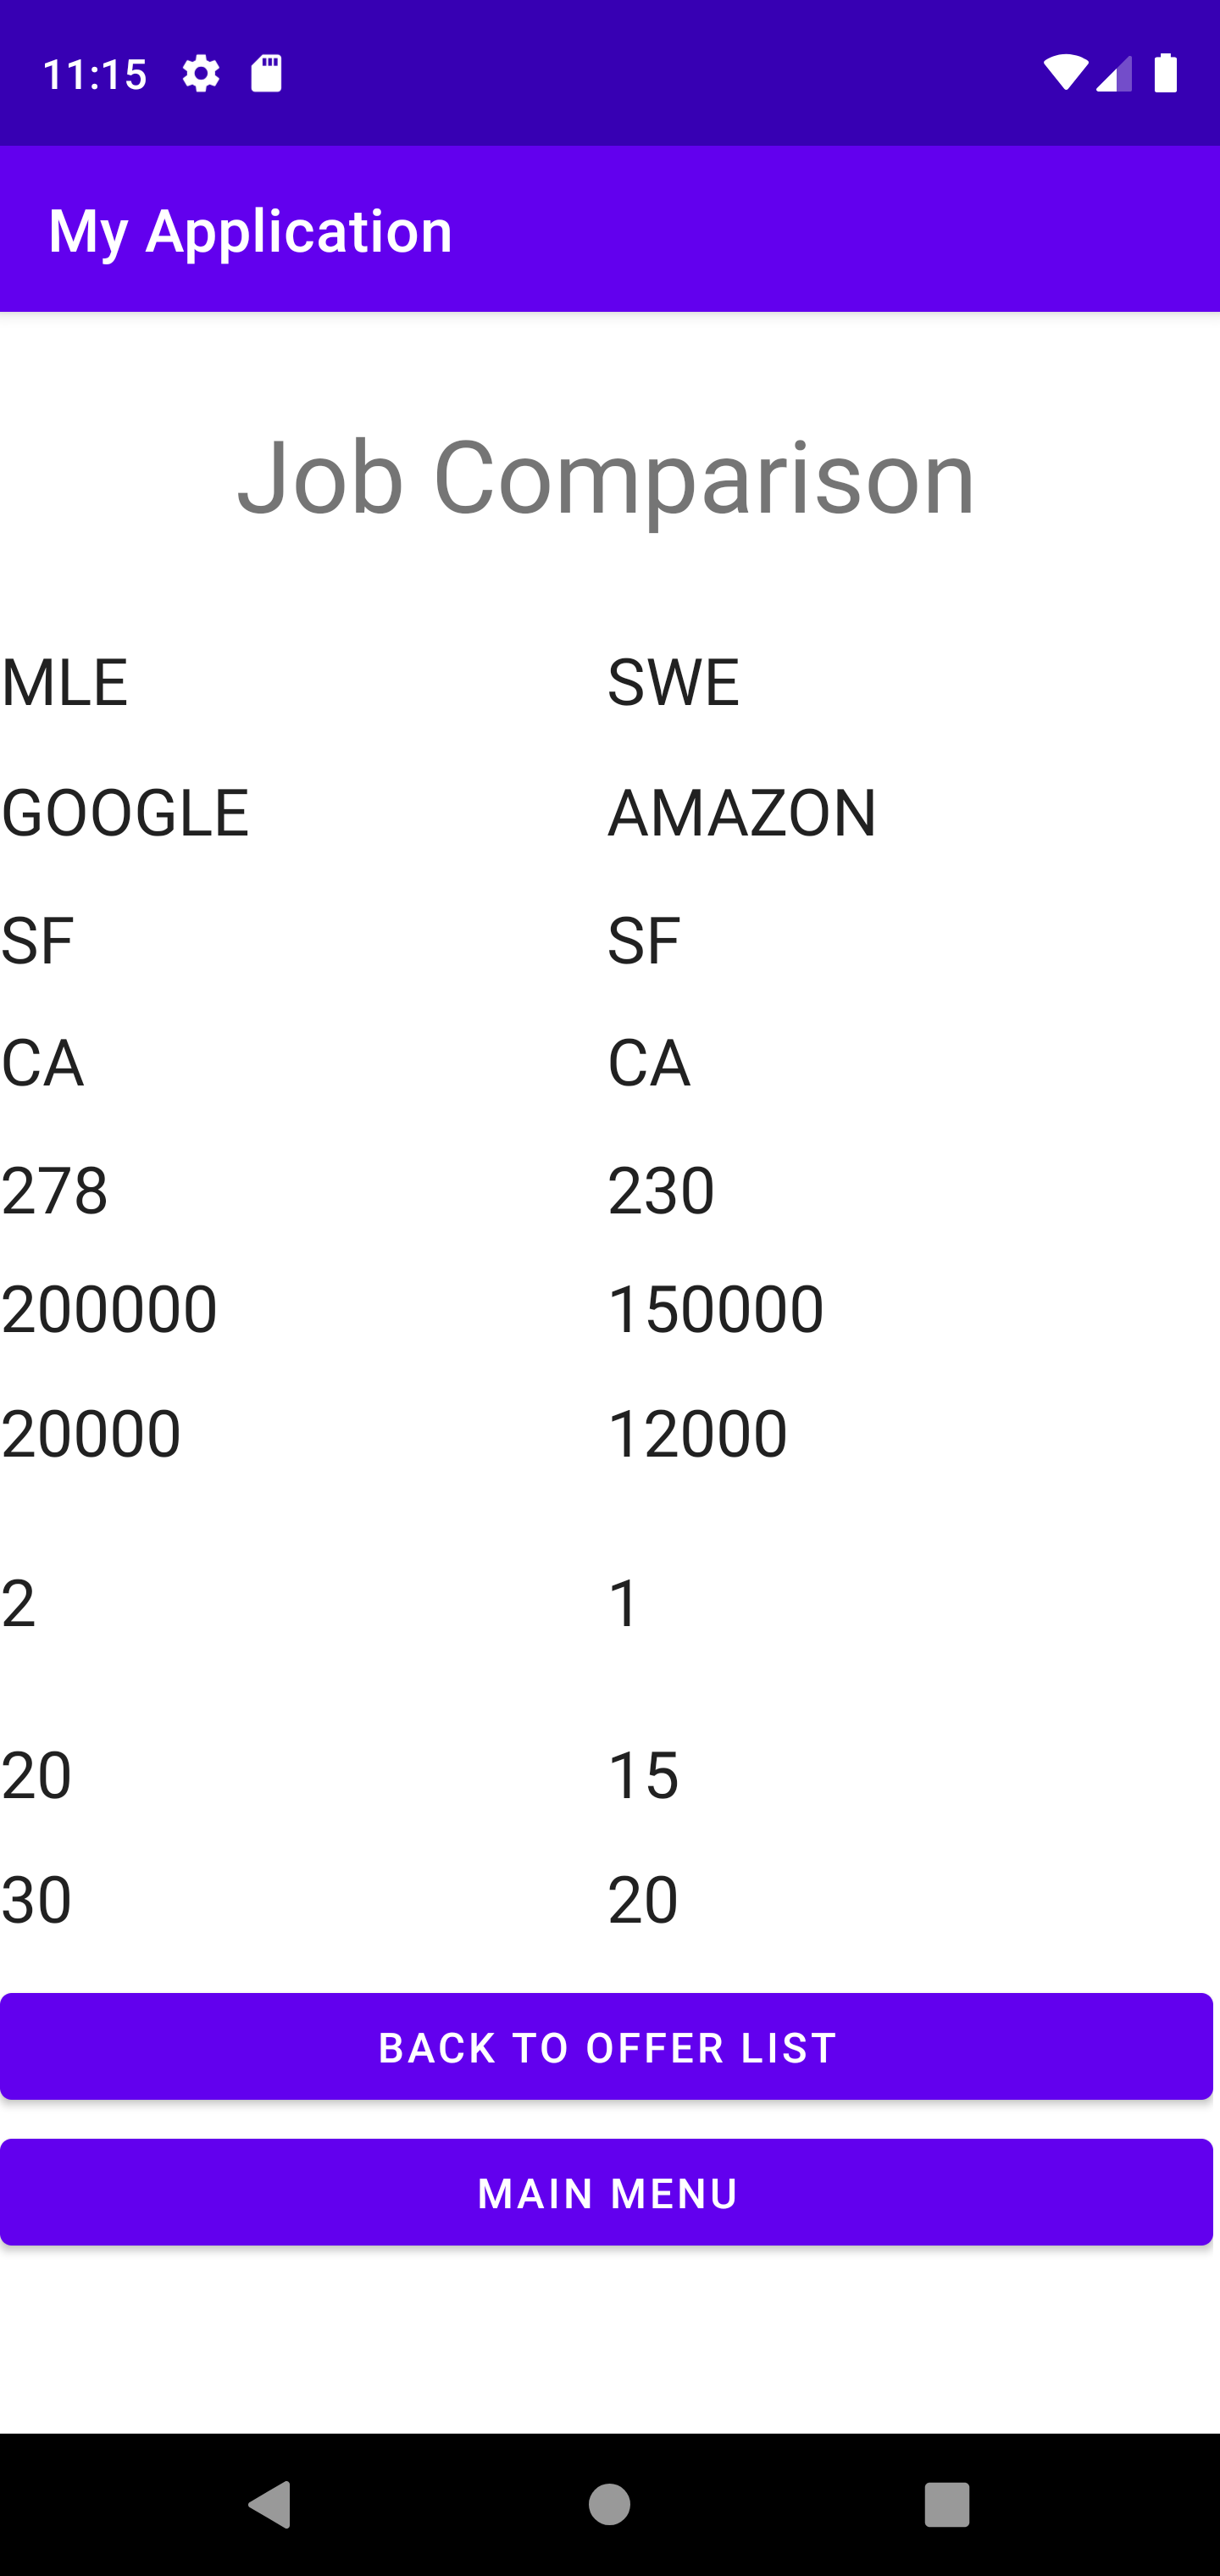 11:15
My Application
Job Comparison
MLE SWE
GOOGLE AMAZON
SF SF
CA CA
278 230
200000 150000
20000 12000
2 1
20 15
30 20
BACK TO OFFER LIST
MAIN MENU